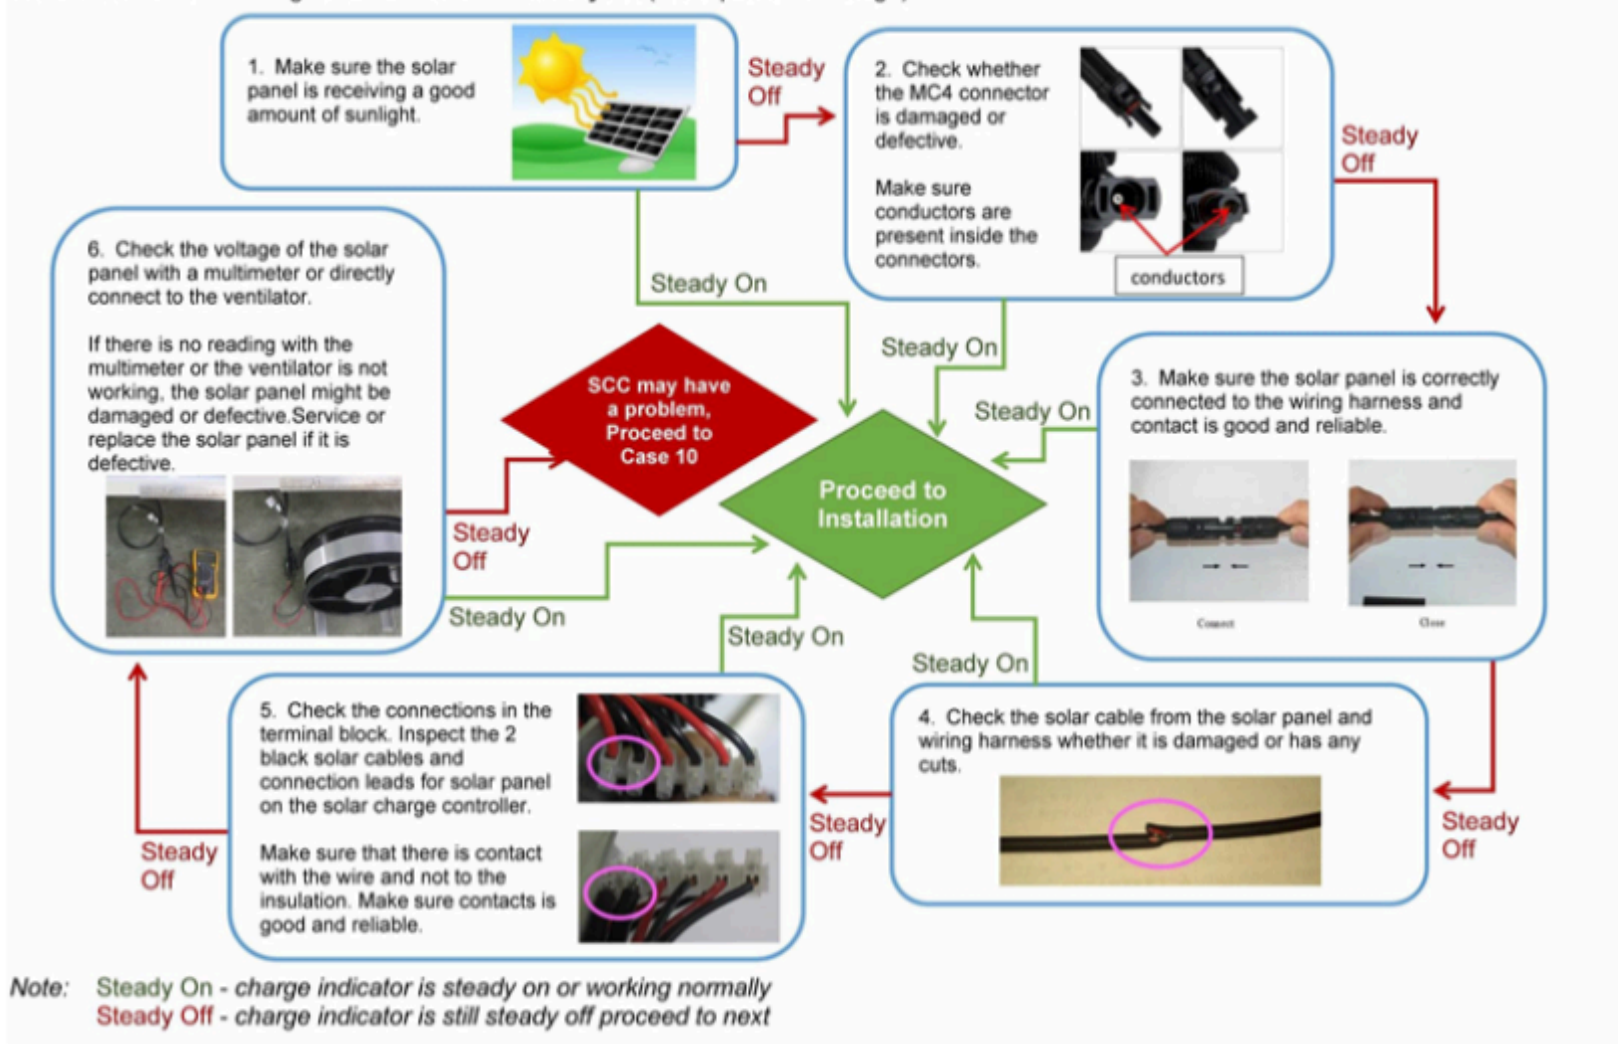 1. Make sure the solar
panel is receiving a good
amount of sunlight.
Steady
Off
2. Check whether
the MC4 connector
is damaged or
defective.
Make sure
conductors are
present inside the
connectors.
conductors
Steady
Off
6. Check the voltage of the solar
panel with a multimeter or directly
connect to the ventilator.
If there is no reading with the
multimeter or the ventilator is not
working, the solar panel might be
damaged or defective.Service or
replace the solar panel if it is
defective.
Steady On
Steady On
SCC may have
a problem,
Proceed to
Case 10
Steady On
3. Make sure the solar panel is correctly
connected to the wiring harness and
contact is good and reliable.
Connect
Close
Proceed to
Installation
Steady
Off
Steady On
Steady On
Steady On
5. Check the connections in the
terminal block. Inspect the 2
black solar cables and
connection leads for solar panel
on the solar charge controller.
Make sure that there is contact
with the wire and not to the
insulation. Make sure contacts is
good and reliable.
4. Check the solar cable from the solar panel and
wiring harness whether it is damaged or has any
cuts.
Steady
Off
Steady
Off
Steady
Off
Note: Steady On - charge indicator is steady on or working normally
Steady Off - charge indicator is still steady off proceed to next